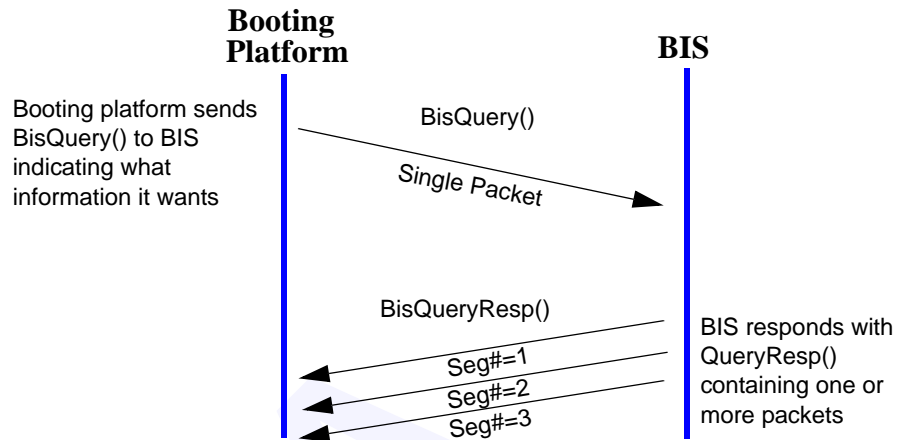 Booting
Platform
BIS
Booting platform sends
BisQuery() to BIS
indicating what
information it wants
BisQuery()
Single Packet
BisQueryResp()
Seg#=1
Seg#=2
Seg#=3
BIS responds with
QueryResp()
containing one or
more packets